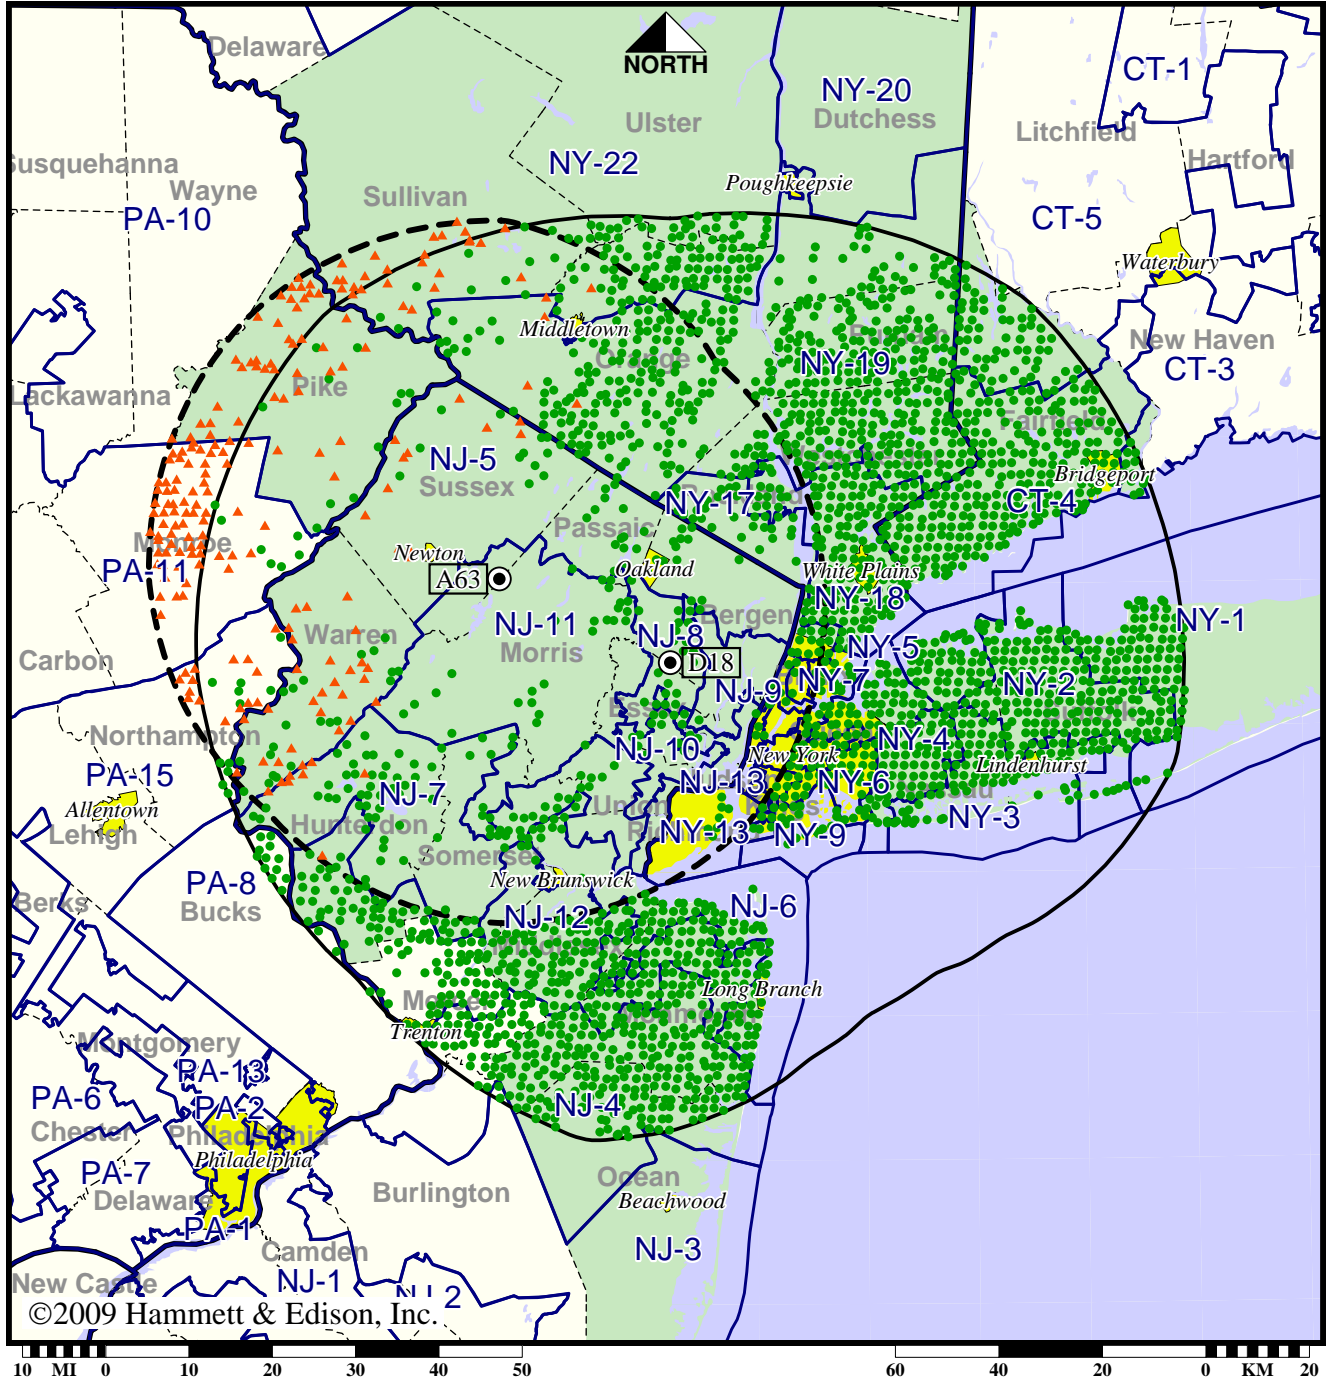 Delaware
NORTH
CT-1
NY-20
Dutchess
Ulster
Litchfield
Hartford
Susquehanna
NY-22
Wayne
Sullivan
Poughkeepsie
PA-10
CT-5
Waterbury
Middletown
New Haven
Orange
NY-19
CT-3
Pike
Lackawanna
Fairfield
NJ-5
Bridgeport
Sussex
NY-17
CT-4
Passaic
Monroe
Newton
PA-11
A63
Oakland
White Plains
NY-18
Bergen
NY-1
NJ-11
Warren
NJ-8
NY-5
Morris
Carbon
D18
NY-7
NY-2
NJ-9
Essex
Northampton
NJ-10
NY-4
New York
Lindenhurst
PA-15
NJ-13
NY-6
Allentown
NJ-7
Union
NY-3
Hunterdon
Lehigh
NY-13
NY-9
Somerset
PA-8
New Brunswick
Berks
Bucks
NJ-12
NJ-6
Long Branch
Mercer
Trenton
Montgomery
PA-13
PA-6
PA-2
NJ-4
Chester
Philadelphia
Philadelphia
PA-7
Ocean
Delaware
Burlington
Beachwood
PA-1
Camden
NJ-3
New Castle
NJ-1
NJ-2
©2009 Hammett & Edison, Inc.
10 MI 0 10 20 30 40 50 60 40 20 0 KM 20